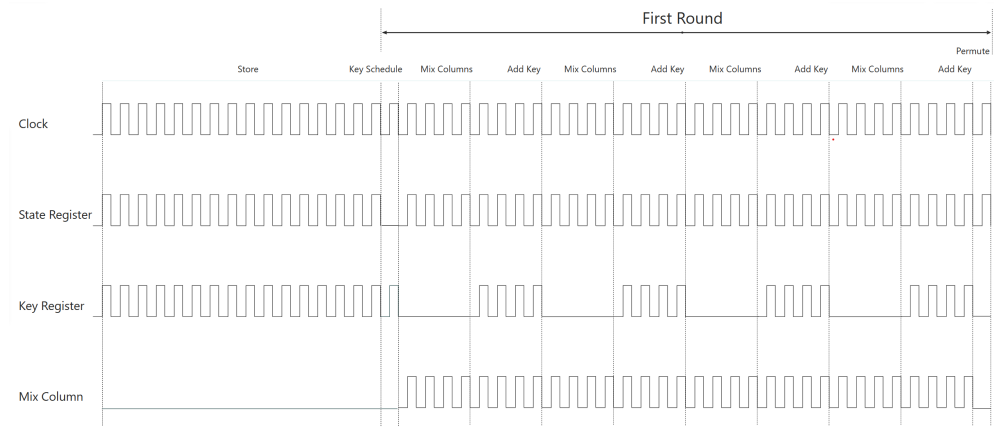 First Round
Permute
Store Key Schedule Mix Columns Add Key Mix Columns Add Key Mix Columns Add Key Mix Columns Add Key
Clock
State Register
Key Register
Mix Column